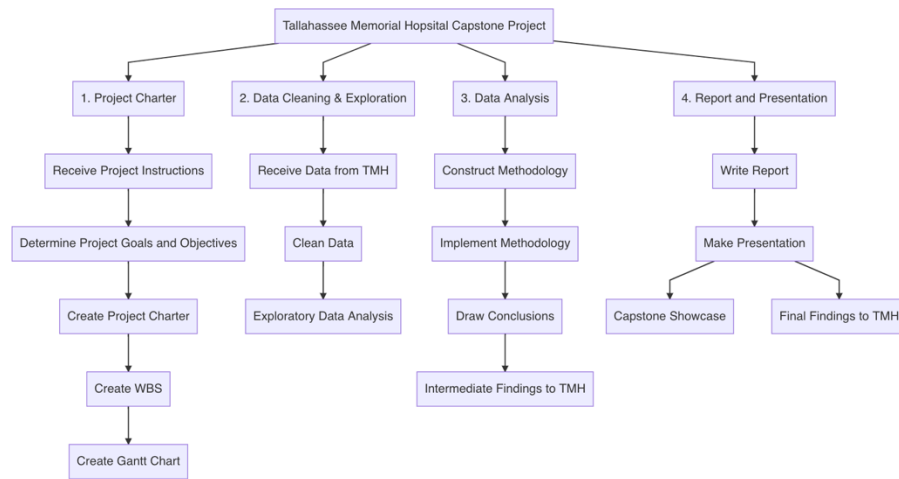 Tallahassee Memorial Hopsital Capstone Project
1. Project Charter
2. Data Cleaning & Exploration
3. Data Analysis
4. Report and Presentation
Receive Project Instructions
Receive Data from TMH
Construct Methodology
Write Report
Determine Project Goals and Objectives
Clean Data
Implement Methodology
Make Presentation
Create Project Charter
Exploratory Data Analysis
Draw Conclusions
Capstone Showcase
Final Findings to TMH
Create WBS
Intermediate Findings to TMH
Create Gantt Chart